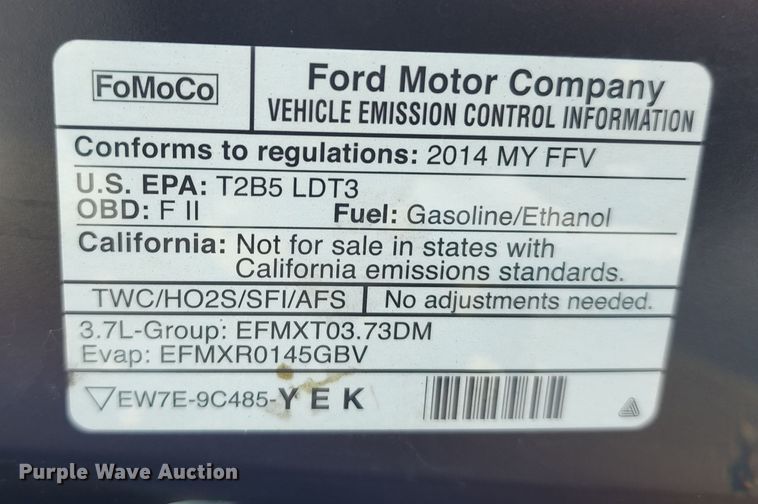 FoMoCo
Ford Motor Company
VEHICLE EMISSION CONTROL INFORMATION
Conforms to regulations: 2014 MY FFV
U.S. EPA: T2B5 LDT3
OBD: F II Fuel: Gasoline/Ethanol
California: Not for sale in states with
California emissions standards.
TWC/HO2S/SFI/AFS No adjustments needed.
3.7L-Group: EFMXT03.73DM
Evap: EFMXR0145GBV
EW7E-9C485-YEK
Purple Wave Auction